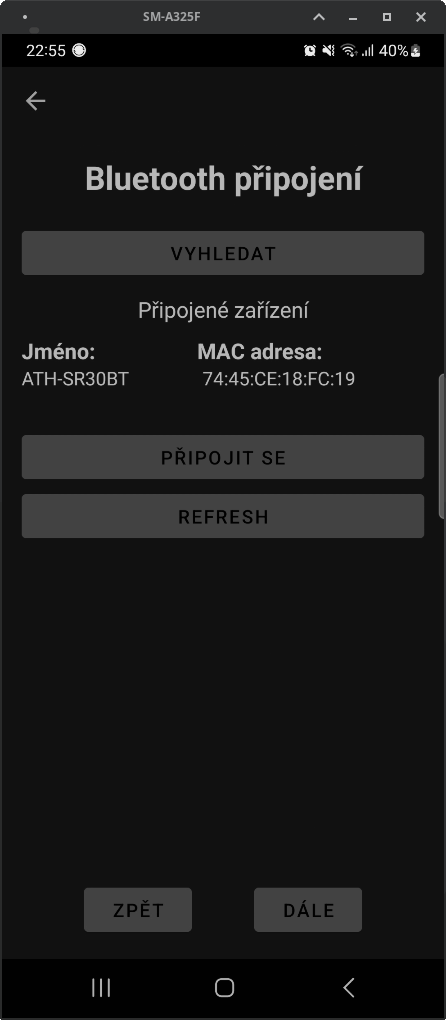 SM-A325F
22:55 40%
Bluetooth připojení
VYHLEDAT
Připojené zařízení
Jméno: MAC adresa:
ATH-SR30BT 74:45:CE:18:FC:19
PŘIPOJIT SE
REFRESH
ZPĚT DÁLE